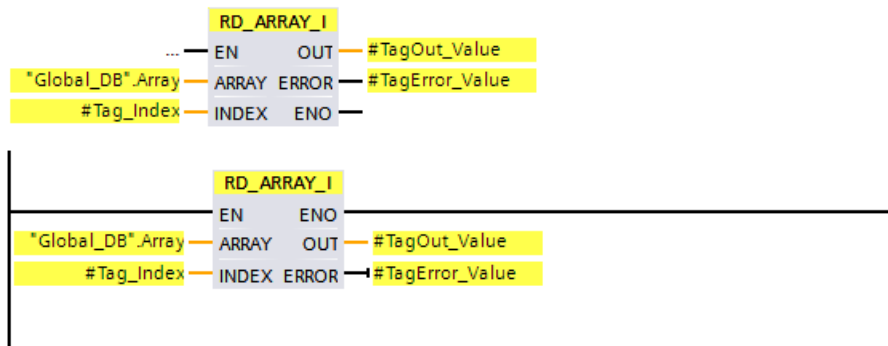 RD_ARRAY_I
... EN OUT #TagOut_Value
"Global_DB".Array ARRAY ERROR #TagError_Value
#Tag_Index INDEX ENO
RD_ARRAY_I
EN ENO
"Global_DB".Array ARRAY OUT #TagOut_Value
#Tag_Index INDEX ERROR #TagError_Value